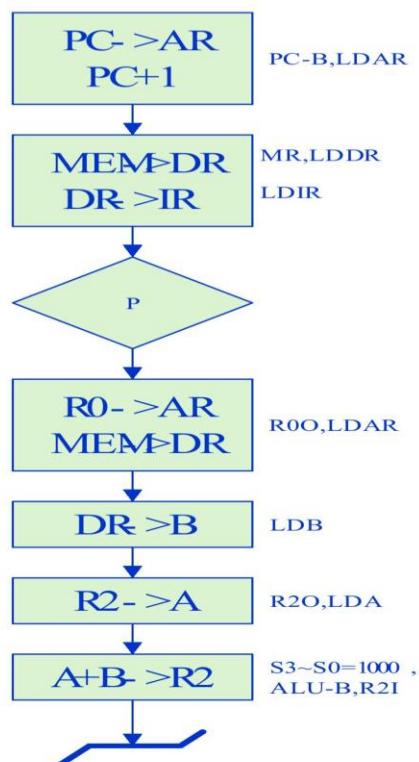 PC- >AR
PC+1
PC-B,LDAR
MEM->DR
DR- >IR
MR,LDDR
LDIR
P
R0- >AR
MEM->DR
R0O,LDAR
DR- >B
LDB
R2- >A
R2O,LDA
A+B- >R2
S3~S0=1000 ,
ALU-B,R2I